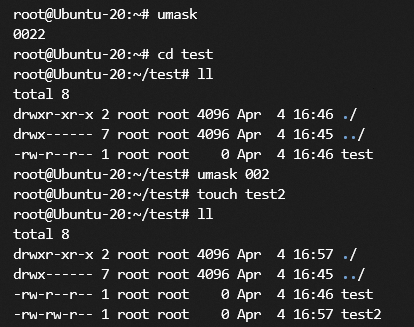 root@Ubuntu-20:~# umask
0022
root@Ubuntu-20:~# cd test
root@Ubuntu-20:~/test# ll
total 8
drwxr-xr-x 2 root root 4096 Apr  4 16:46 ./
drwx------ 7 root root 4096 Apr  4 16:45 ../
-rw-r--r-- 1 root root    0 Apr  4 16:46 test
root@Ubuntu-20:~/test# umask 002
root@Ubuntu-20:~/test# touch test2
root@Ubuntu-20:~/test# ll
total 8
drwxr-xr-x 2 root root 4096 Apr  4 16:57 ./
drwx------ 7 root root 4096 Apr  4 16:45 ../
-rw-r--r-- 1 root root    0 Apr  4 16:46 test
-rw-rw-r-- 1 root root    0 Apr  4 16:57 test2